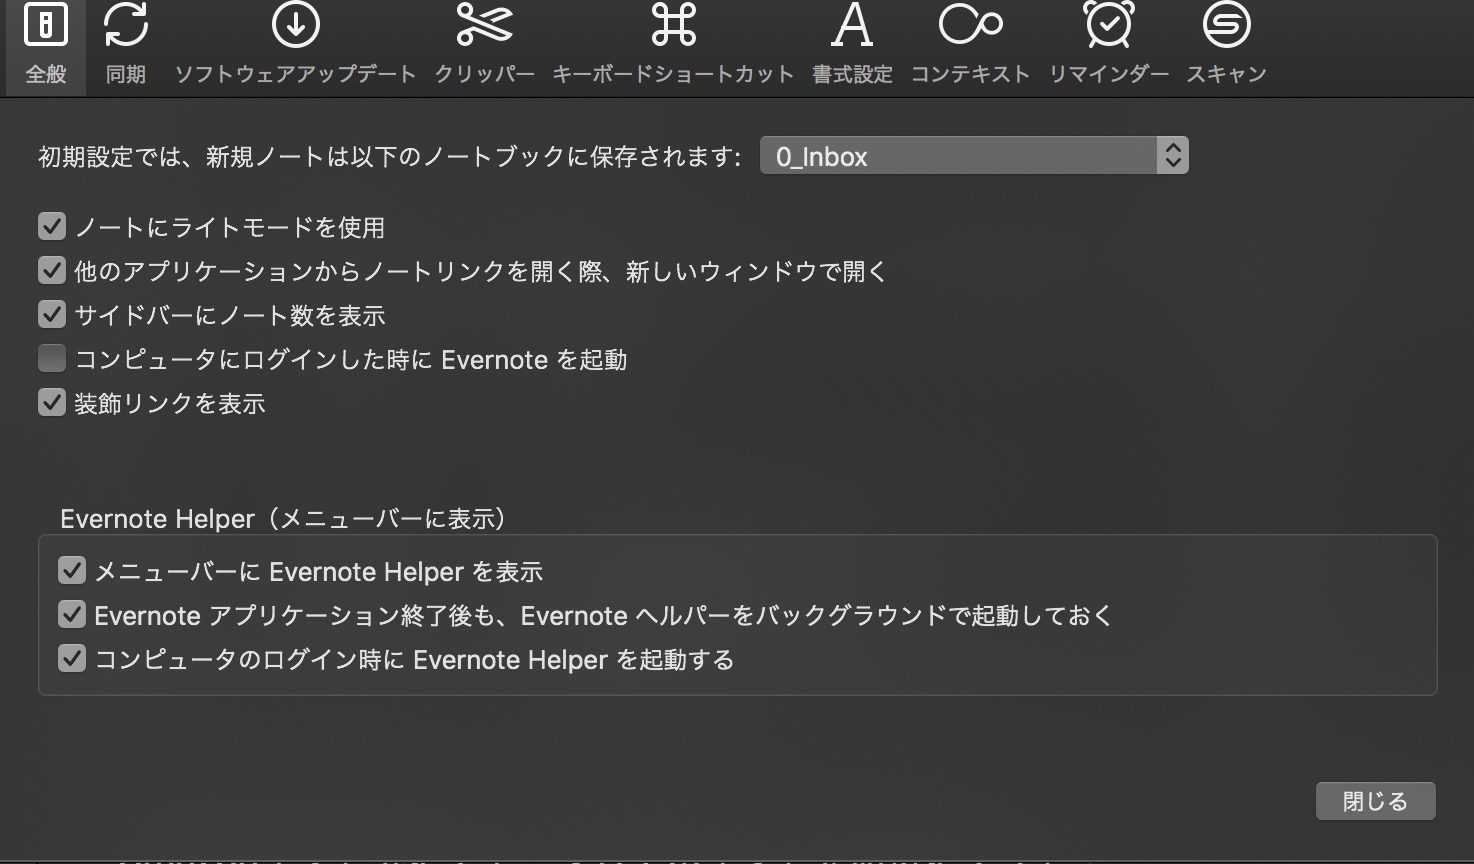 全般 同期 ソフトウェアアップデート クリッパー キーボードショートカット 書式設定 コンテキスト リマインダー スキャン
初期設定では、新規ノートは以下のノートブックに保存されます: 0_Inbox
ノートにライトモードを使用
他のアプリケーションからノートリンクを開く際、新しいウィンドウで開く
サイドバーにノート数を表示
コンピュータにログインした時に Evernote を起動
装飾リンクを表示
Evernote Helper（メニューバーに表示）
メニューバーに Evernote Helper を表示
Evernote アプリケーション終了後も、Evernote ヘルパーをバックグラウンドで起動しておく
コンピュータのログイン時に Evernote Helper を起動する
閉じる